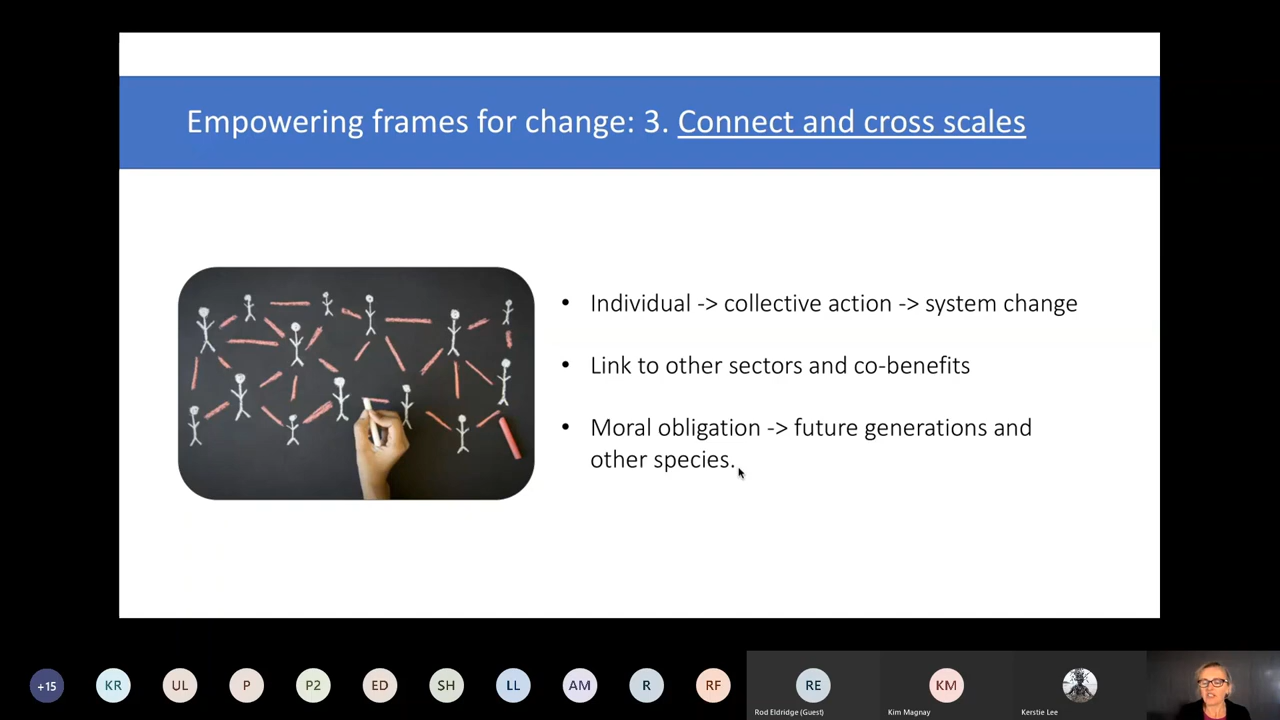 Empowering frames for change: 3. Connect and cross scales
• Individual -> collective action -> system change
• Link to other sectors and co-benefits
• Moral obligation -> future generations and
other species.
+15
KR
UL
P
P2
ED
SH
LL
AM
R
RF
RE
KM
Rod Eldridge (Guest)
Kim Magnay
Kerstie Lee